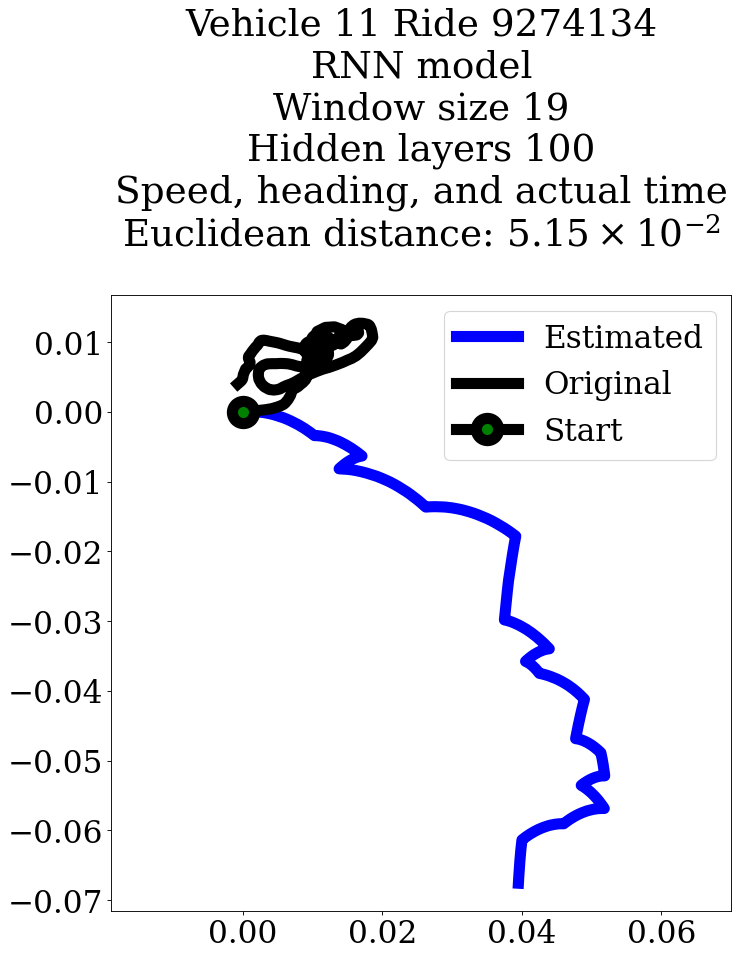 Vehicle 11 Ride 9274134
RNN model
Window size 19
Hidden layers 100
Speed, heading, and actual time
Euclidean distance: 5.15 × 10⁻²
Estimated
Original
Start
0.01
0.00
−0.01
−0.02
−0.03
−0.04
−0.05
−0.06
−0.07
0.00 0.02 0.04 0.06